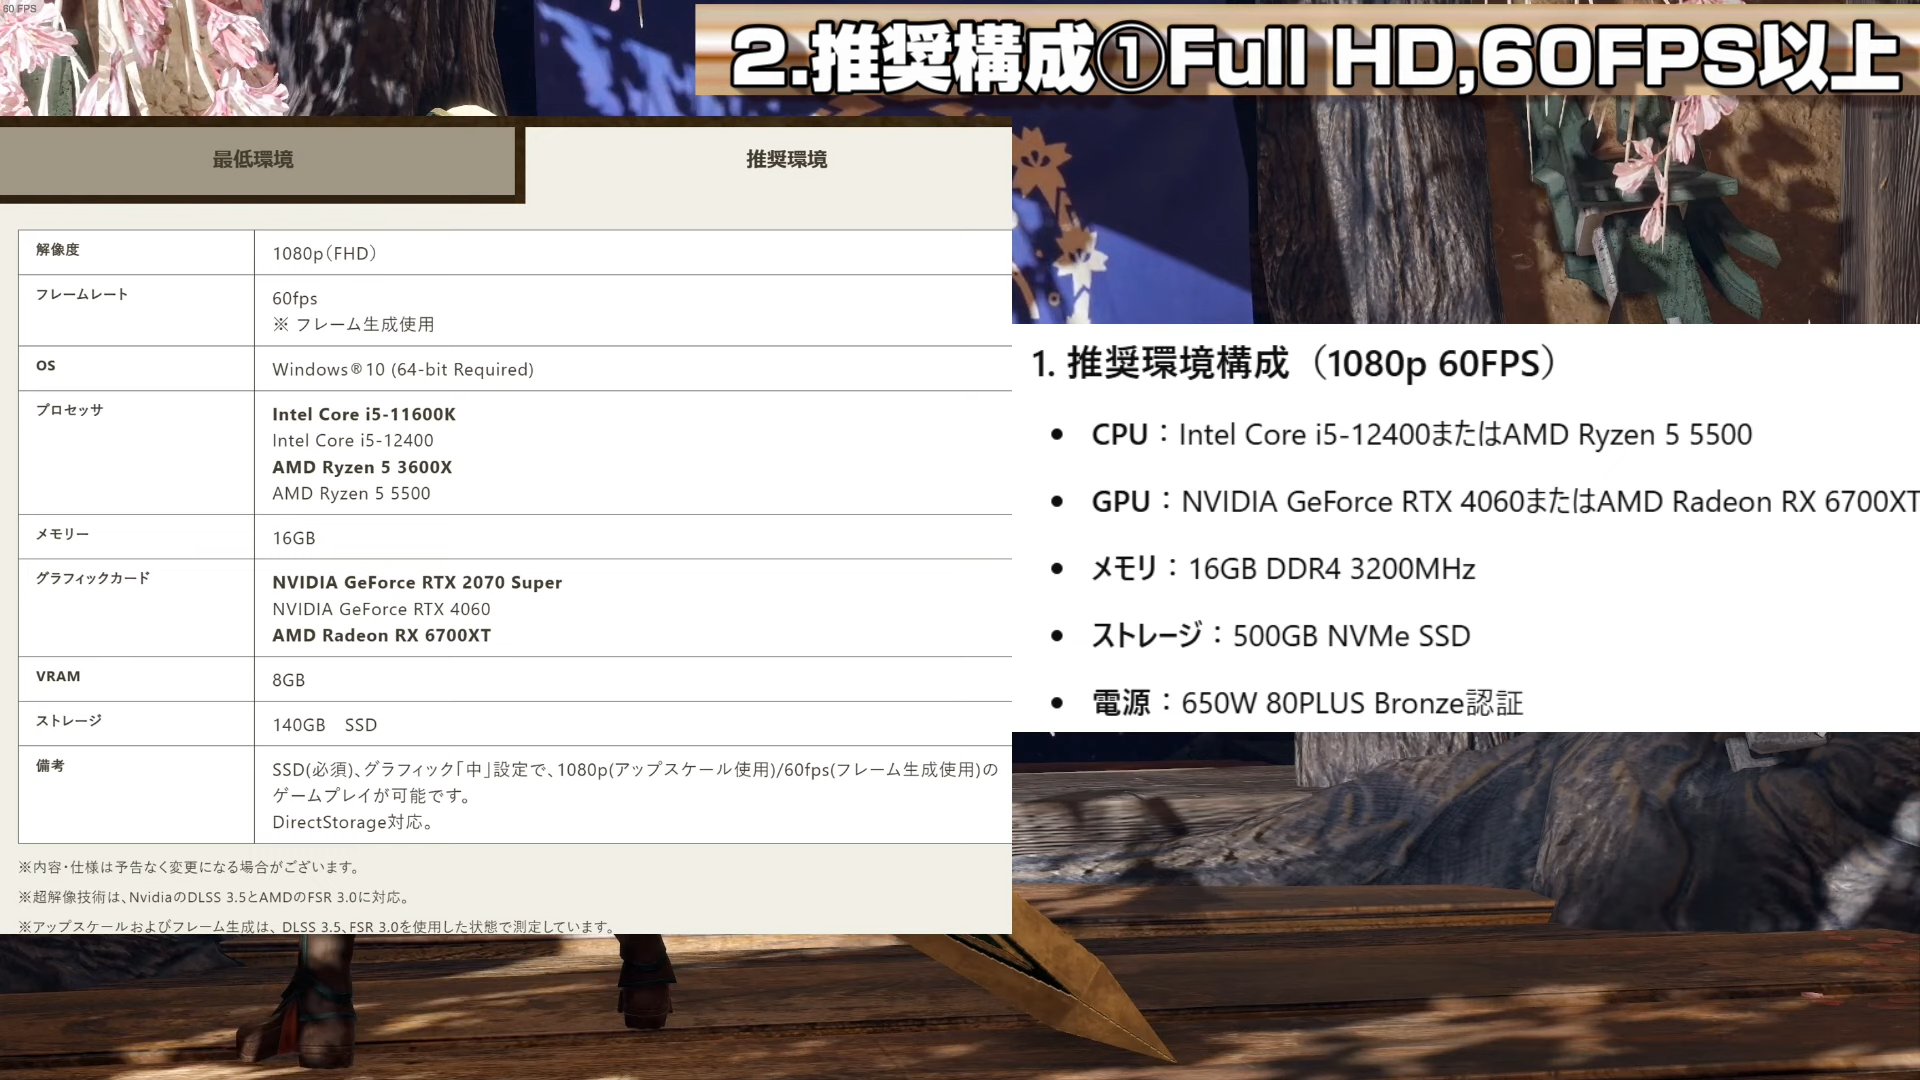 60 FPS
2.推奨構成①Full HD,60FPS以上
最低環境
推奨環境
解像度
1080p(FHD)
フレームレート
60fps
※ フレーム生成使用
OS
Windows®10 (64-bit Required)
プロセッサ
Intel Core i5-11600K
Intel Core i5-12400
AMD Ryzen 5 3600X
AMD Ryzen 5 5500
メモリー
16GB
グラフィックカード
NVIDIA GeForce RTX 2070 Super
NVIDIA GeForce RTX 4060
AMD Radeon RX 6700XT
VRAM
8GB
ストレージ
140GB SSD
備考
SSD(必須)、グラフィック「中」設定で、1080p(アップスケール使用)/60fps(フレーム生成使用)の
ゲームプレイが可能です。
DirectStorage対応。
※内容・仕様は予告なく変更になる場合がございます。
※超解像技術は、NvidiaのDLSS 3.5とAMDのFSR 3.0に対応。
※アップスケールおよびフレーム生成は、DLSS 3.5、FSR 3.0を使用した状態で測定しています。
1. 推奨環境構成（1080p 60FPS）
• CPU：Intel Core i5-12400またはAMD Ryzen 5 5500
• GPU：NVIDIA GeForce RTX 4060またはAMD Radeon RX 6700XT
• メモリ：16GB DDR4 3200MHz
• ストレージ：500GB NVMe SSD
• 電源：650W 80PLUS Bronze認証